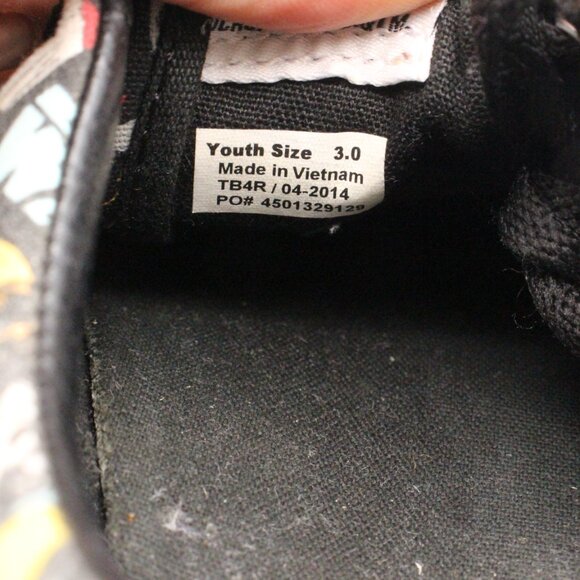 Youth Size 3.0
Made in Vietnam
TB4R / 04-2014
PO# 4501329129